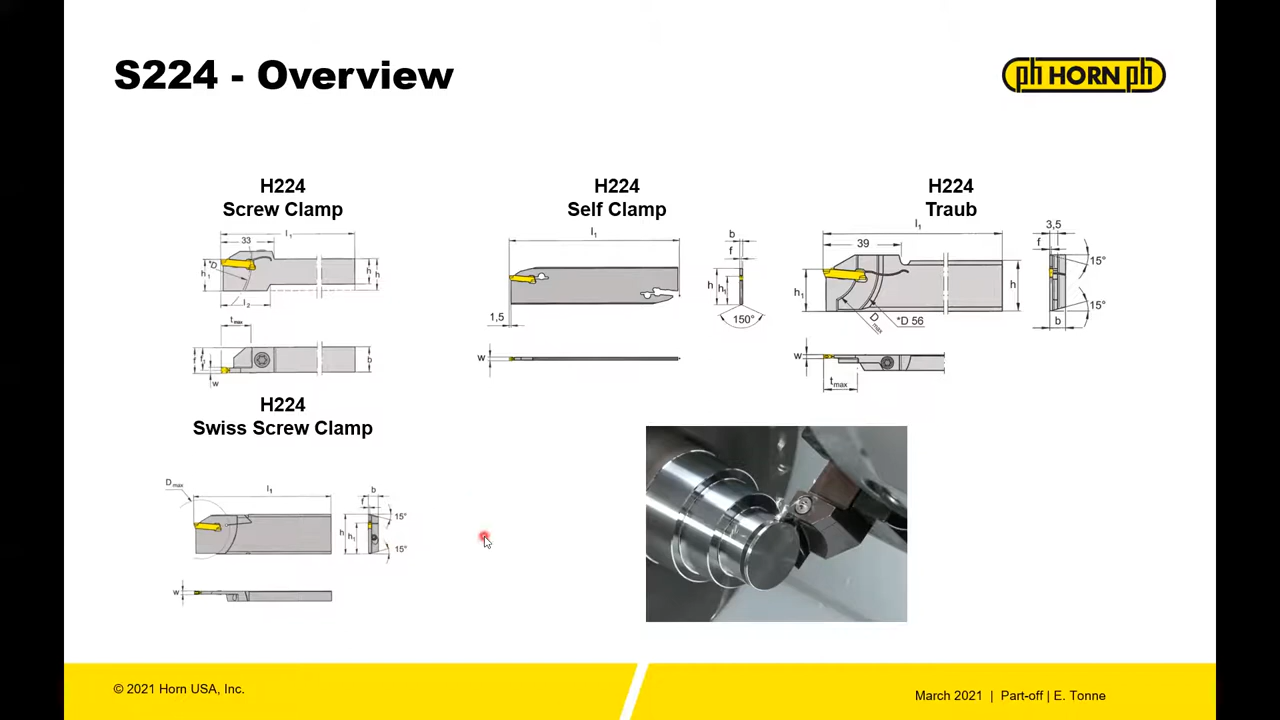 S224 - Overview
ph HORN ph
H224
Screw Clamp
l1
33
*D
h1
h
h
l2
tmax
f
w
b
H224
Self Clamp
l1
b
f
h
h1
1,5
150°
w
H224
Traub
l1
39
3,5
f
15°
h1
h
15°
Dmax
*D 56
b
w
tmax
H224
Swiss Screw Clamp
Dmax
l1
b
f
15°
h
h1
15°
w
© 2021 Horn USA, Inc.
March 2021 | Part-off | E. Tonne